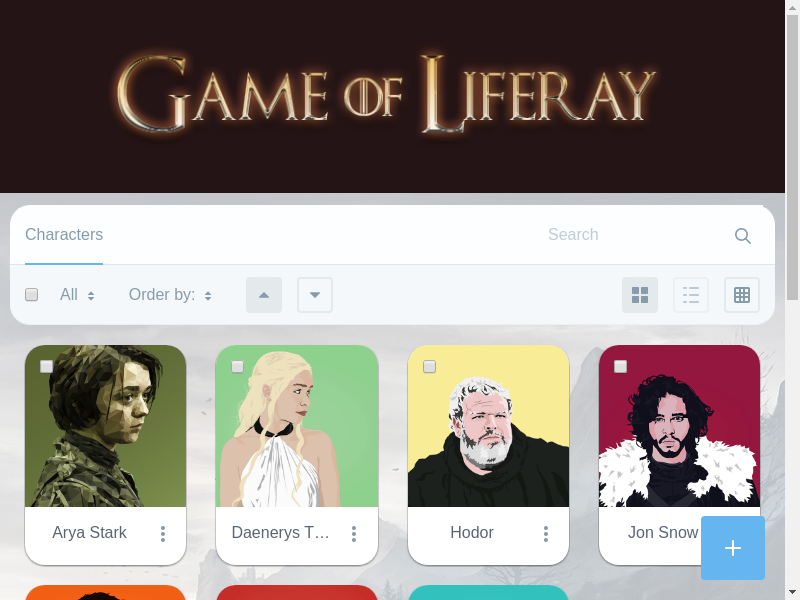 GAME OF LIFERAY
Characters
Search
All
Order by:
Arya Stark
Daenerys T…
Hodor
Jon Snow